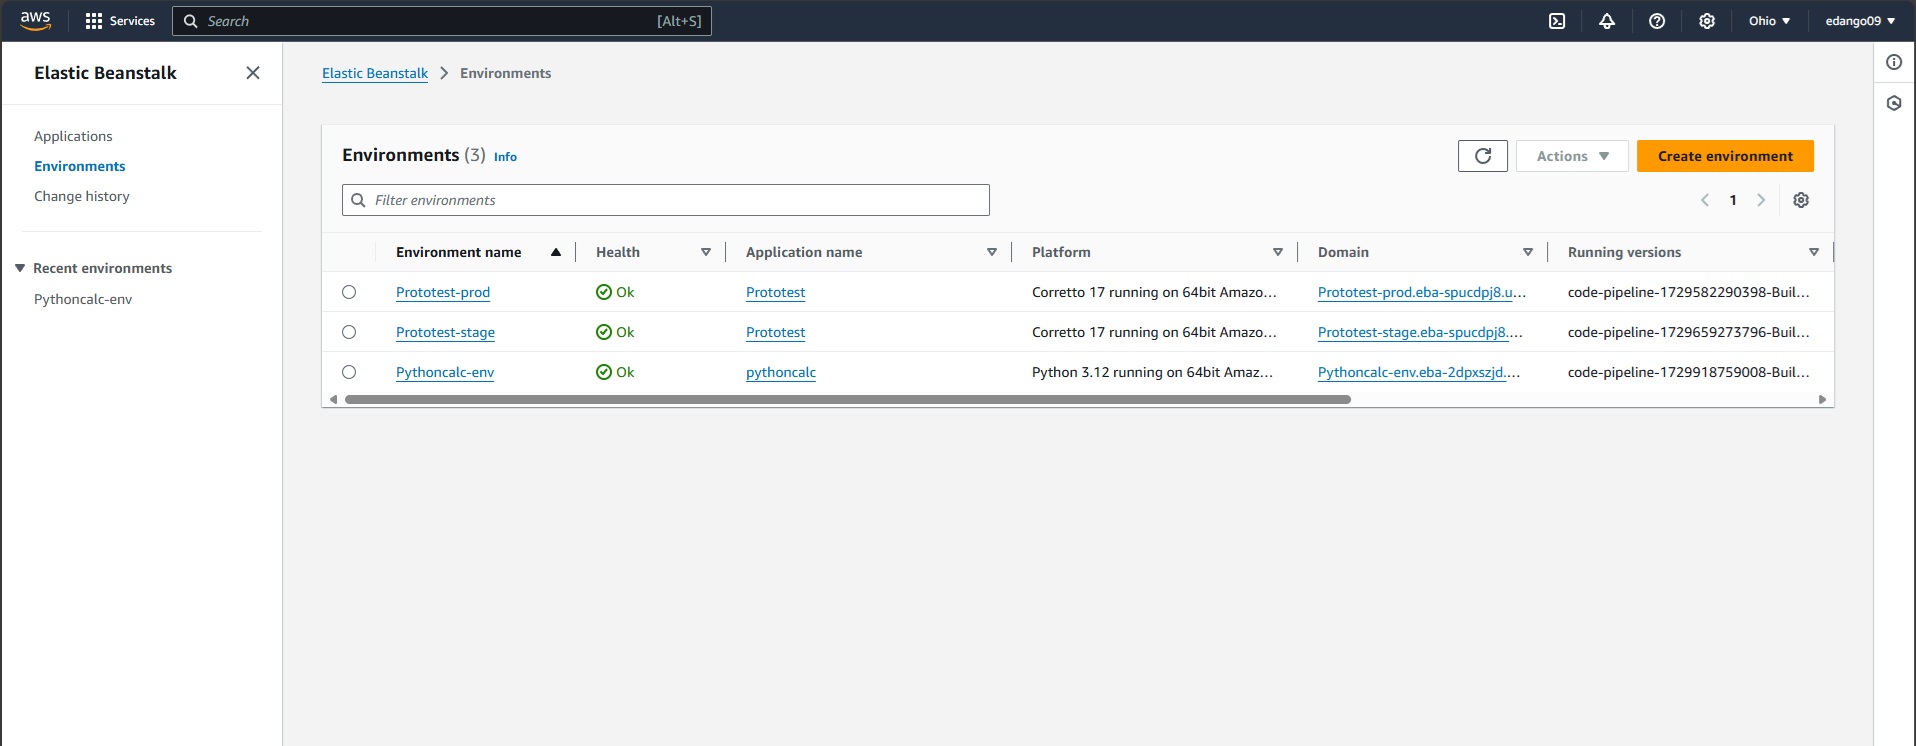 aws Services Search [Alt+S] Ohio edango09
Elastic Beanstalk
Applications
Environments
Change history
Recent environments
Pythoncalc-env
Elastic Beanstalk Environments
Environments (3) Info Actions Create environment
Filter environments 1
Environment name Health Application name Platform Domain Running versions
Prototest-prod Ok Prototest Corretto 17 running on 64bit Amazo... Prototest-prod.eba-spucdpj8.u... code-pipeline-1729582290398-Buil...
Prototest-stage Ok Prototest Corretto 17 running on 64bit Amazo... Prototest-stage.eba-spucdpj8.... code-pipeline-1729659273796-Buil...
Pythoncalc-env Ok pythoncalc Python 3.12 running on 64bit Amaz... Pythoncalc-env.eba-2dpxszjd.... code-pipeline-1729918759008-Buil...